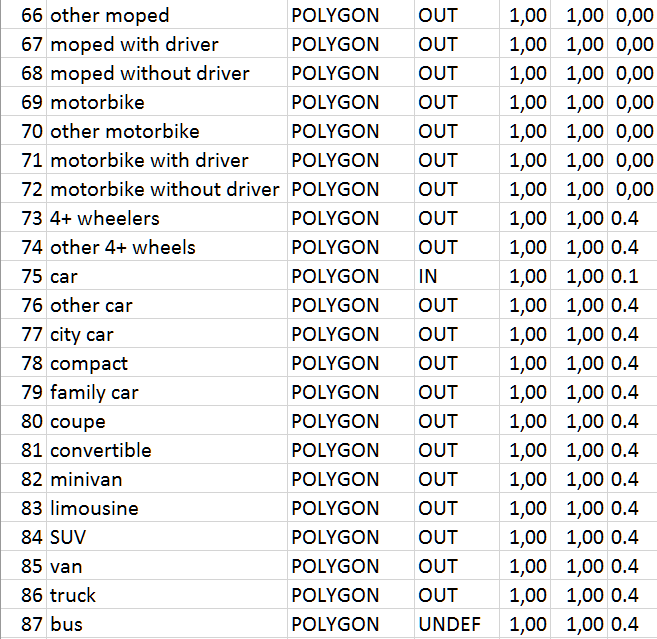 66 other moped POLYGON OUT 1,00 1,00 0,00
67 moped with driver POLYGON OUT 1,00 1,00 0,00
68 moped without driver POLYGON OUT 1,00 1,00 0,00
69 motorbike POLYGON OUT 1,00 1,00 0,00
70 other motorbike POLYGON OUT 1,00 1,00 0,00
71 motorbike with driver POLYGON OUT 1,00 1,00 0,00
72 motorbike without driver POLYGON OUT 1,00 1,00 0,00
73 4+ wheelers POLYGON OUT 1,00 1,00 0.4
74 other 4+ wheels POLYGON OUT 1,00 1,00 0.4
75 car POLYGON IN 1,00 1,00 0.1
76 other car POLYGON OUT 1,00 1,00 0.4
77 city car POLYGON OUT 1,00 1,00 0.4
78 compact POLYGON OUT 1,00 1,00 0.4
79 family car POLYGON OUT 1,00 1,00 0.4
80 coupe POLYGON OUT 1,00 1,00 0.4
81 convertible POLYGON OUT 1,00 1,00 0.4
82 minivan POLYGON OUT 1,00 1,00 0.4
83 limousine POLYGON OUT 1,00 1,00 0.4
84 SUV POLYGON OUT 1,00 1,00 0.4
85 van POLYGON OUT 1,00 1,00 0.4
86 truck POLYGON OUT 1,00 1,00 0.4
87 bus POLYGON UNDEF 1,00 1,00 0.4